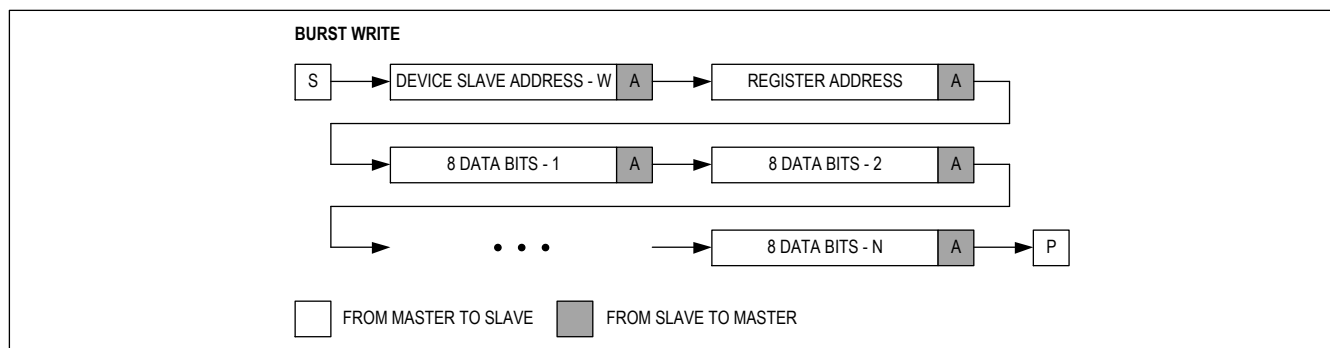 BURST WRITE
S DEVICE SLAVE ADDRESS - W A REGISTER ADDRESS A
8 DATA BITS - 1 A 8 DATA BITS - 2 A
• • • 8 DATA BITS - N A P
FROM MASTER TO SLAVE FROM SLAVE TO MASTER